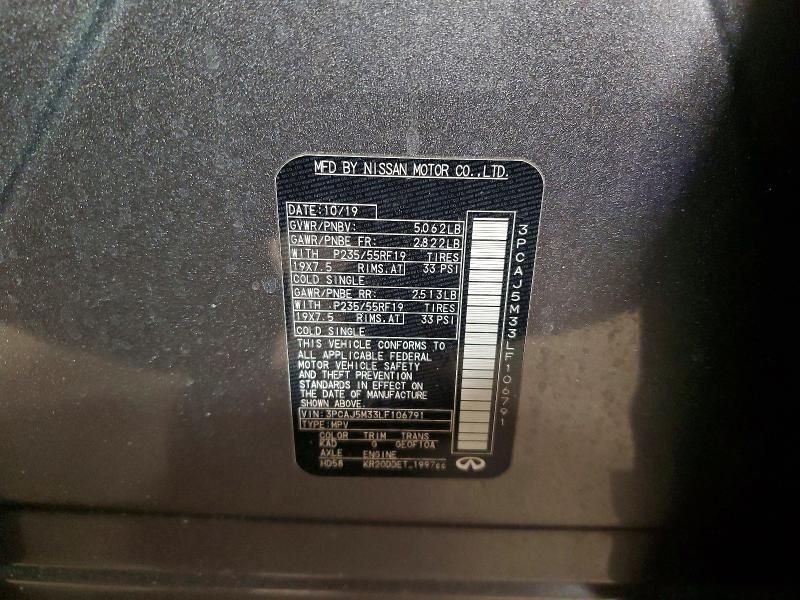 MFD BY NISSAN MOTOR CO.,LTD.
DATE:10/19
GVWR/PNBV: 5062LB
GAWR/PNBE FR: 2822LB
WITH P235/55RF19 TIRES
19X7.5 RIMS.AT 33 PSI
COLD SINGLE
GAWR/PNBE RR: 2513LB
WITH P235/55RF19 TIRES
19X7.5 RIMS.AT 33 PSI
COLD SINGLE
THIS VEHICLE CONFORMS TO
ALL APPLICABLE FEDERAL
MOTOR VEHICLE SAFETY
AND THEFT PREVENTION
STANDARDS IN EFFECT ON
THE DATE OF MANUFACTURE
SHOWN ABOVE.
VIN: 3PCAJ5M33LF106791
TYPE:MPV
COLOR TRIM TRANS
KAD G GE0F10A
AXLE ENGINE
HD58 KR20DDET 1997cc
3PCAJ5M33LF106791